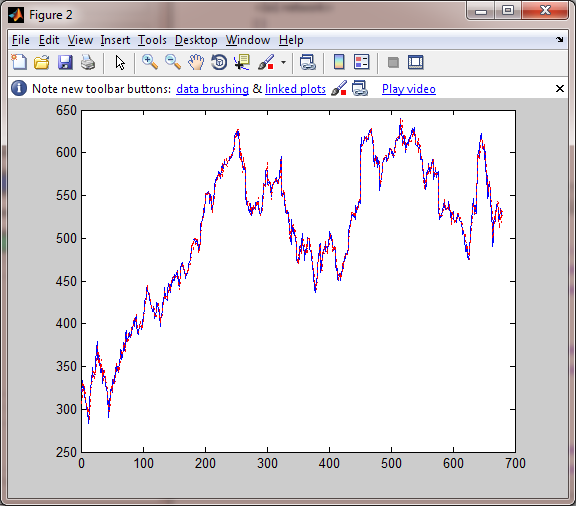 Figure 2
File Edit View Insert Tools Desktop Window Help
Note new toolbar buttons: data brushing & linked plots Play video
650
600
550
500
450
400
350
300
250
0 100 200 300 400 500 600 700